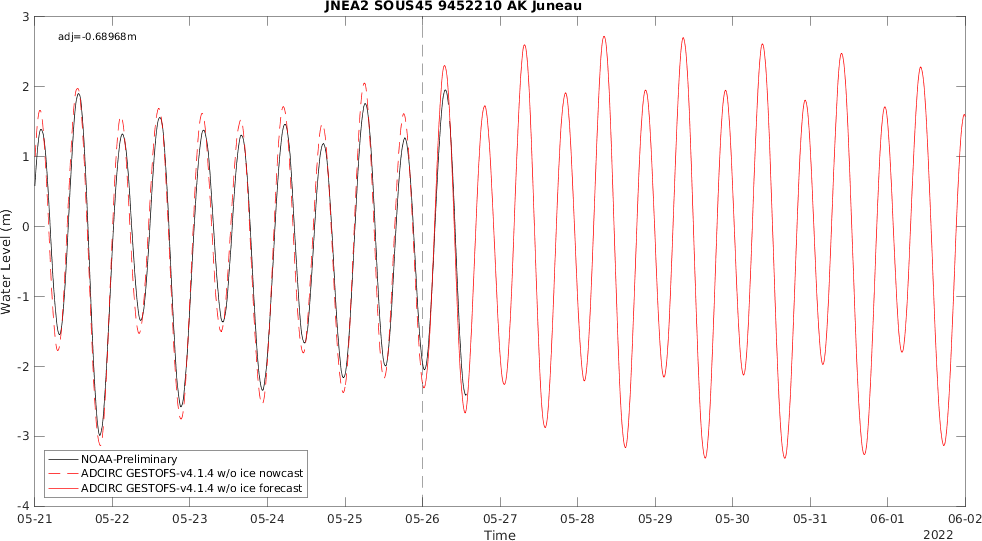 JNEA2 SOUS45 9452210 AK Juneau
adj=-0.68968m
3
2
1
0
-1
-2
-3
-4
Water Level (m)
NOAA-Preliminary
ADCIRC GESTOFS-v4.1.4 w/o ice nowcast
ADCIRC GESTOFS-v4.1.4 w/o ice forecast
05-21 05-22 05-23 05-24 05-25 05-26 05-27 05-28 05-29 05-30 05-31 06-01 06-02
Time
2022